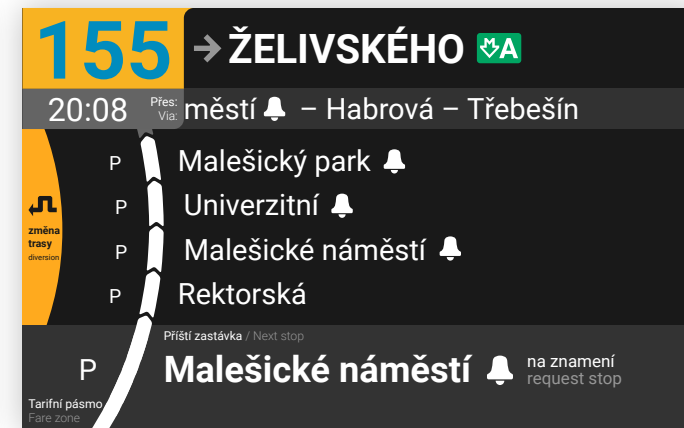 155
→ ŽELIVSKÉHO A
20:08
Přes:
Via:
městí – Habrová – Třebešín
P Malešický park
P Univerzitní
P Malešické náměstí
P Rektorská
změna
trasy
diversion
Příští zastávka / Next stop
P Malešické náměstí
na znamení
request stop
Tarifní pásmo
Fare zone